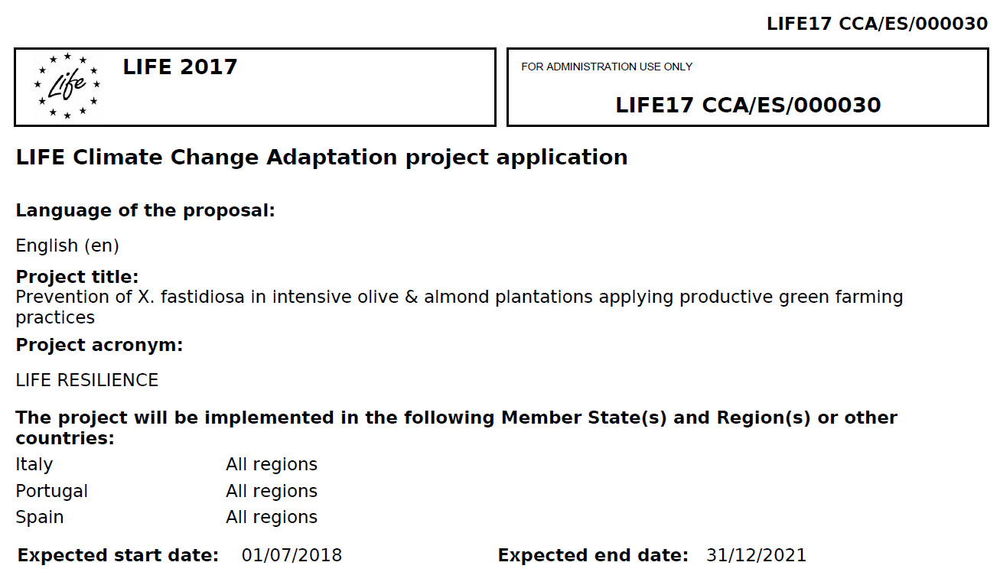 LIFE17 CCA/ES/000030
Life
LIFE 2017
FOR ADMINISTRATION USE ONLY
LIFE17 CCA/ES/000030
LIFE Climate Change Adaptation project application
Language of the proposal:
English (en)
Project title:
Prevention of X. fastidiosa in intensive olive & almond plantations applying productive green farming
practices
Project acronym:
LIFE RESILIENCE
The project will be implemented in the following Member State(s) and Region(s) or other
countries:
Italy All regions
Portugal All regions
Spain All regions
Expected start date: 01/07/2018 Expected end date: 31/12/2021